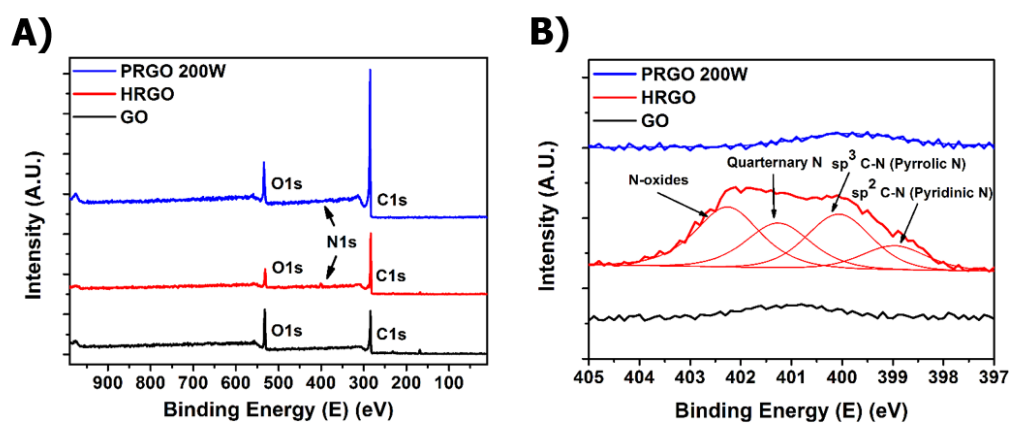 A)
PRGO 200W
HRGO
GO
O1s
C1s
N1s
O1s
C1s
O1s
C1s
Intensity (A.U.)
900 800 700 600 500 400 300 200 100
Binding Energy (E) (eV)
B)
PRGO 200W
HRGO
GO
Quarternary N sp³ C-N (Pyrrolic N)
N-oxides
sp² C-N (Pyridinic N)
Intensity (A.U.)
405 404 403 402 401 400 399 398 397
Binding Energy (E) (eV)